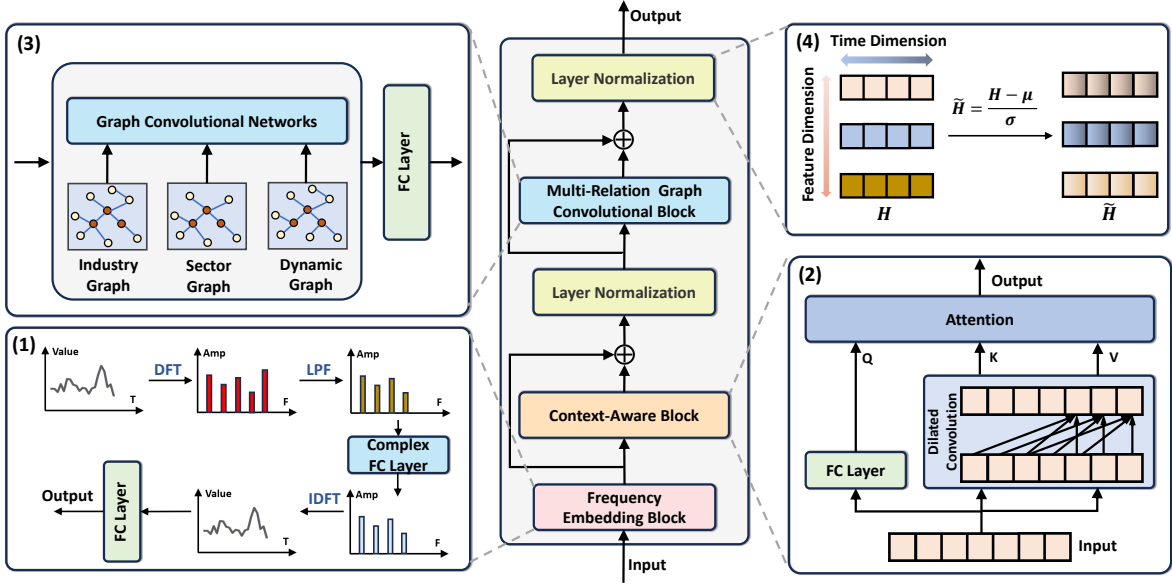 (3)
Graph Convolutional Networks
Industry
Graph
Sector
Graph
Dynamic
Graph
FC Layer
(1)
Value
T
DFT
Amp
F
LPF
Amp
F
Complex
FC Layer
Amp
F
IDFT
Value
T
FC Layer
Output
Output
Layer Normalization
Multi-Relation Graph
Convolutional Block
Layer Normalization
Context-Aware Block
Frequency
Embedding Block
Input
(4)
Time Dimension
Feature Dimension
H
H̃ = (H − μ) / σ
H̃
(2)
Output
Attention
Q
K
V
FC Layer
Dilated
Convolution
Input